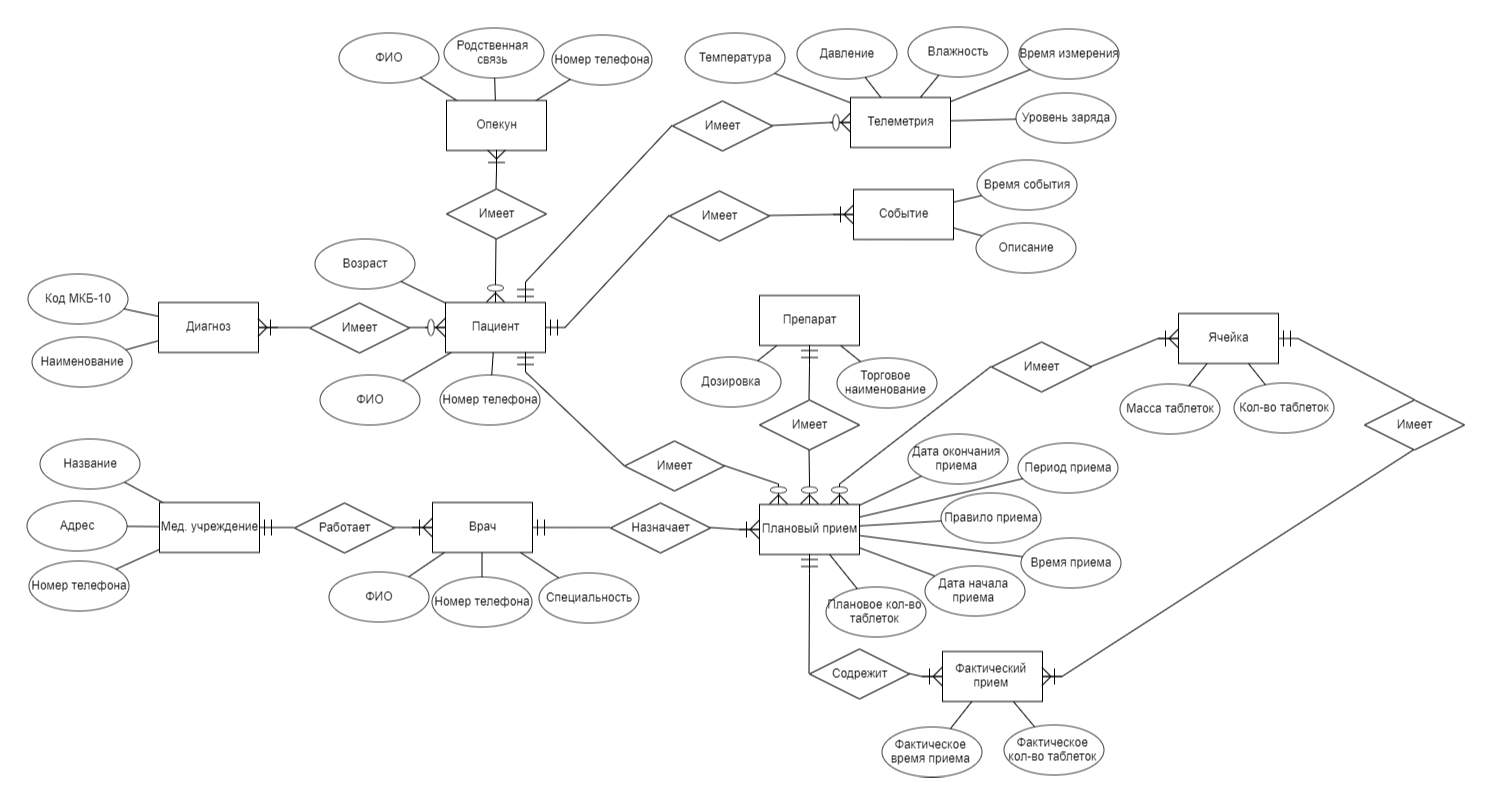 ФИО
Родственная
связь
Номер телефона
Опекун
Имеет
Температура
Давление
Влажность
Время измерения
Уровень заряда
Имеет
Телеметрия
Имеет
Событие
Время события
Описание
Код МКБ-10
Наименование
Диагноз
Имеет
Возраст
Пациент
ФИО
Номер телефона
Препарат
Дозировка
Торговое
наименование
Имеет
Имеет
Ячейка
Масса таблеток
Кол-во таблеток
Имеет
Имеет
Название
Адрес
Номер телефона
Мед. учреждение
Работает
Врач
ФИО
Номер телефона
Специальность
Назначает
Плановый прием
Дата окончания
приема
Период приема
Правило приема
Время приема
Дата начала
приема
Плановое кол-во
таблеток
Содрежит
Фактический
прием
Фактическое
время приема
Фактическое
кол-во таблеток